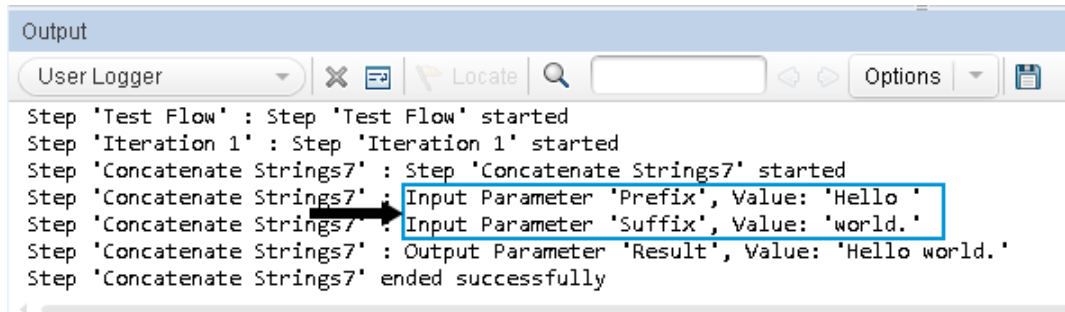 Output
User Logger Locate Options
Step 'Test Flow' : Step 'Test Flow' started
Step 'Iteration 1' : Step 'Iteration 1' started
Step 'Concatenate Strings7' : Step 'Concatenate Strings7' started
Step 'Concatenate Strings7' : Input Parameter 'Prefix', Value: 'Hello '
Step 'Concatenate Strings7' : Input Parameter 'Suffix', Value: 'world.'
Step 'Concatenate Strings7' : Output Parameter 'Result', Value: 'Hello world.'
Step 'Concatenate Strings7' ended successfully